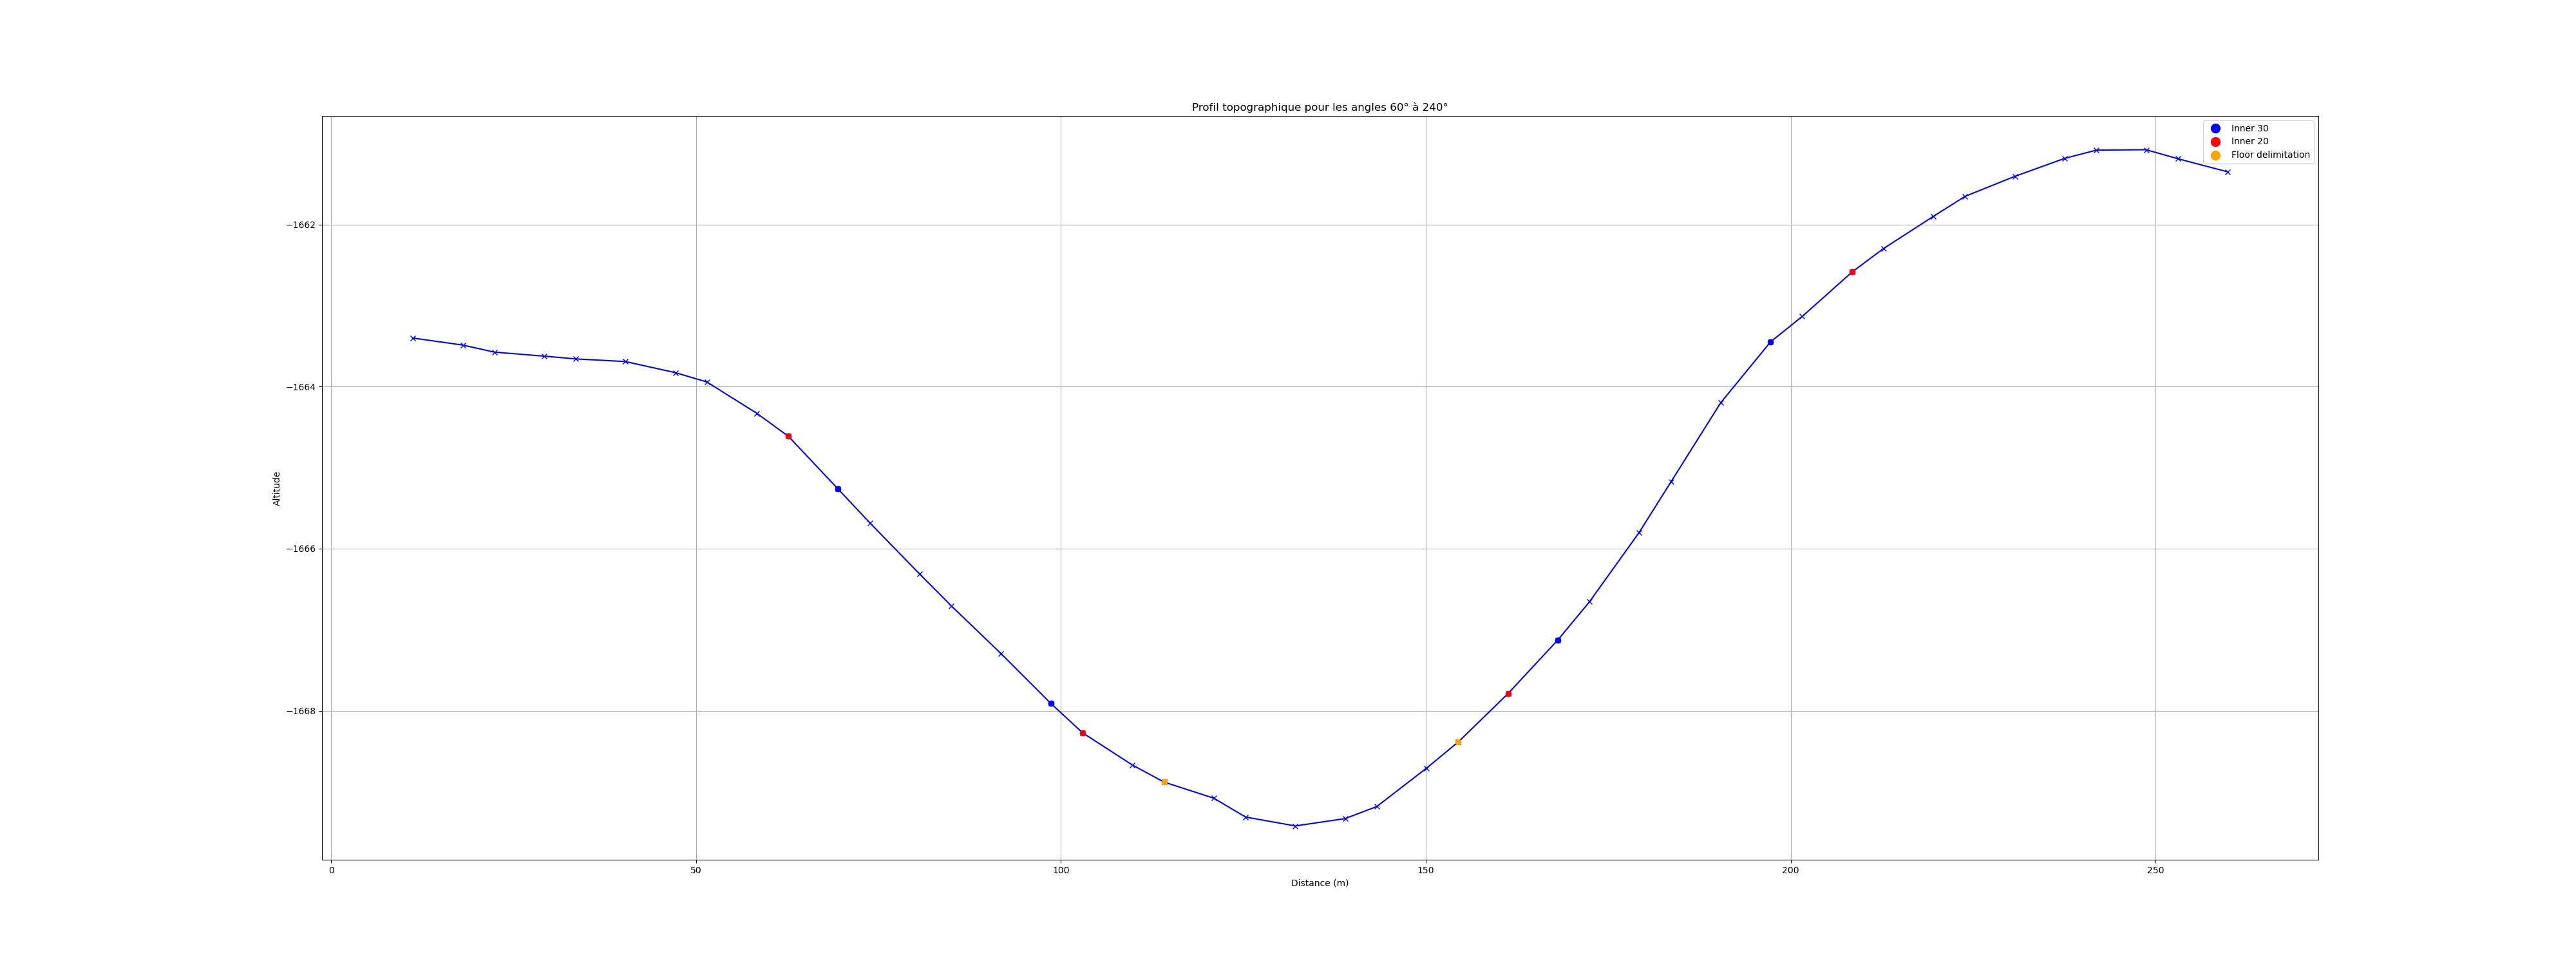 Profil topographique pour les angles 60° à 240°
Inner 30
Inner 20
Floor delimitation
Altitude
−1662
−1664
−1666
−1668
0 50 100 150 200 250
Distance (m)